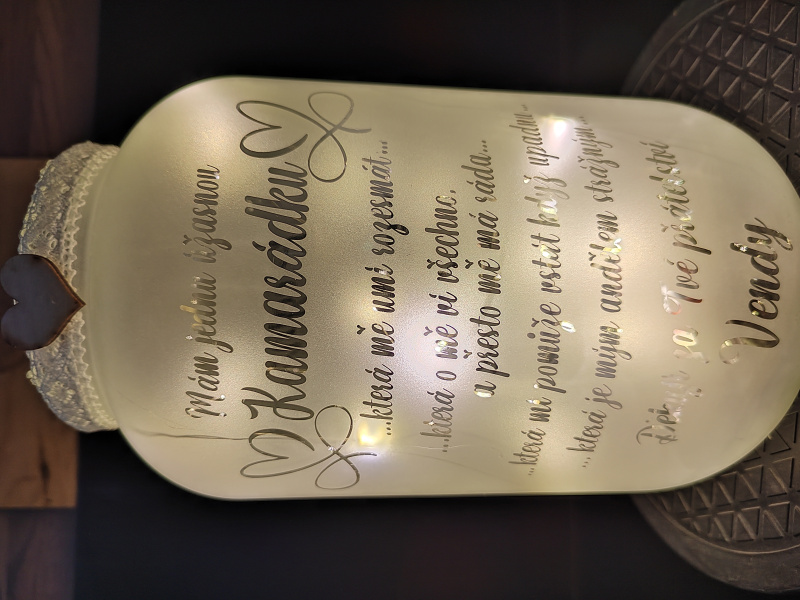 Mám jednu úžasnou
Kamarádku
...která mě umí rozesmát...
...která o mě ví všechno,
a přesto mě má ráda...
...která mi pomůže vstát když upadnu...
...která je mým andělem strážným...
Děkuji za Tvé přátelství
Vendy